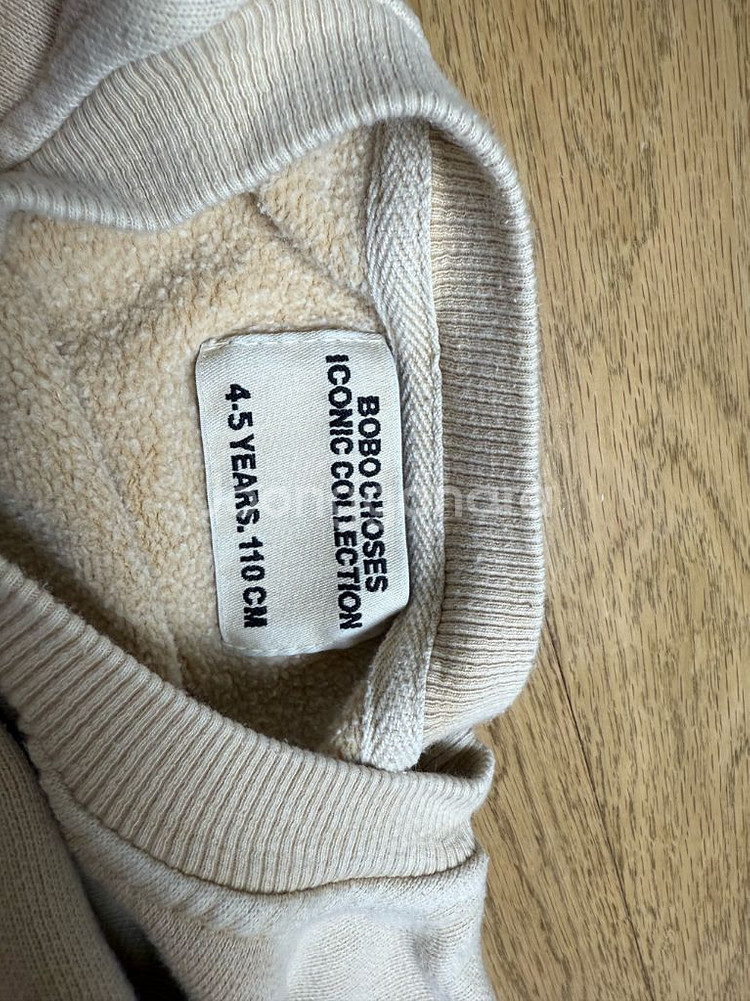 BOBO CHOSES
ICONIC COLLECTION
4-5 YEARS. 110 CM